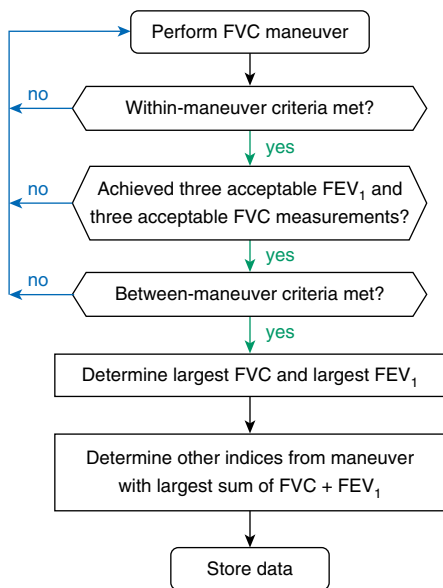 Perform FVC maneuver
no
Within-maneuver criteria met?
yes
no
Achieved three acceptable FEV₁ and
three acceptable FVC measurements?
yes
no
Between-maneuver criteria met?
yes
Determine largest FVC and largest FEV₁
Determine other indices from maneuver
with largest sum of FVC + FEV₁
Store data